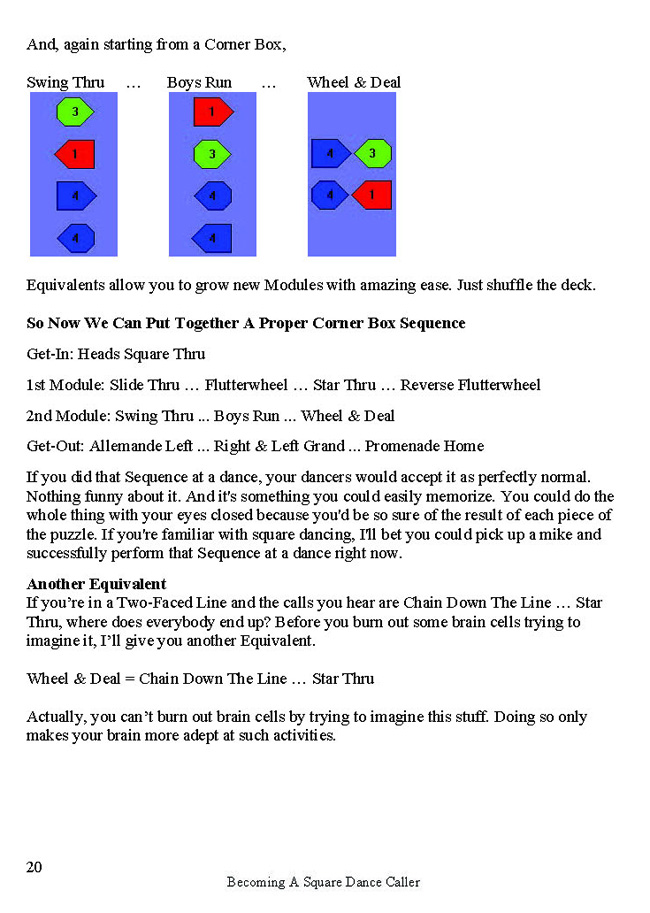 And, again starting from a Corner Box,
Swing Thru … Boys Run … Wheel & Deal
3 1
1 3 4 3
4 4 4 1
4 4
Equivalents allow you to grow new Modules with amazing ease. Just shuffle the deck.
So Now We Can Put Together A Proper Corner Box Sequence
Get-In: Heads Square Thru
1st Module: Slide Thru … Flutterwheel … Star Thru … Reverse Flutterwheel
2nd Module: Swing Thru ... Boys Run ... Wheel & Deal
Get-Out: Allemande Left ... Right & Left Grand ... Promenade Home
If you did that Sequence at a dance, your dancers would accept it as perfectly normal.
Nothing funny about it. And it's something you could easily memorize. You could do the
whole thing with your eyes closed because you'd be so sure of the result of each piece of
the puzzle. If you're familiar with square dancing, I'll bet you could pick up a mike and
successfully perform that Sequence at a dance right now.
Another Equivalent
If you’re in a Two-Faced Line and the calls you hear are Chain Down The Line … Star
Thru, where does everybody end up? Before you burn out some brain cells trying to
imagine it, I’ll give you another Equivalent.
Wheel & Deal = Chain Down The Line … Star Thru
Actually, you can’t burn out brain cells by trying to imagine this stuff. Doing so only
makes your brain more adept at such activities.
20
Becoming A Square Dance Caller